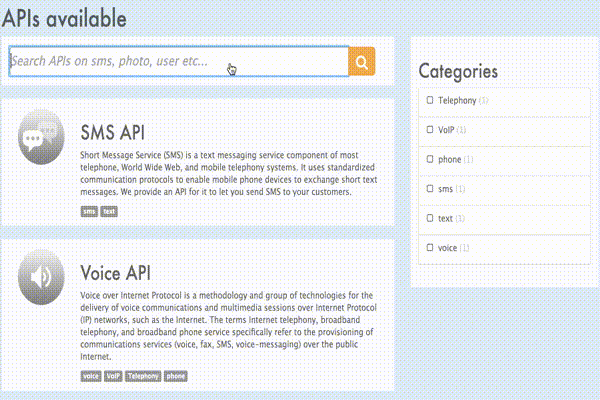 APIs available
Search APIs on sms, photo, user etc...
SMS API
Short Message Service (SMS) is a text messaging service component of most
telephone, World Wide Web, and mobile telephony systems. It uses standardized
communication protocols to enable mobile phone devices to exchange short text
messages. We provide an API for it to let you send SMS to your customers.
sms text
Voice API
Voice over Internet Protocol is a methodology and group of technologies for the
delivery of voice communications and multimedia sessions over Internet Protocol
(IP) networks, such as the Internet. The terms Internet telephony, broadband
telephony, and broadband phone service specifically refer to the provisioning of
communications services (voice, fax, SMS, voice-messaging) over the public
Internet.
voice VoIP Telephony phone
Categories
Telephony (1)
VoIP (1)
phone (1)
sms (1)
text (1)
voice (1)